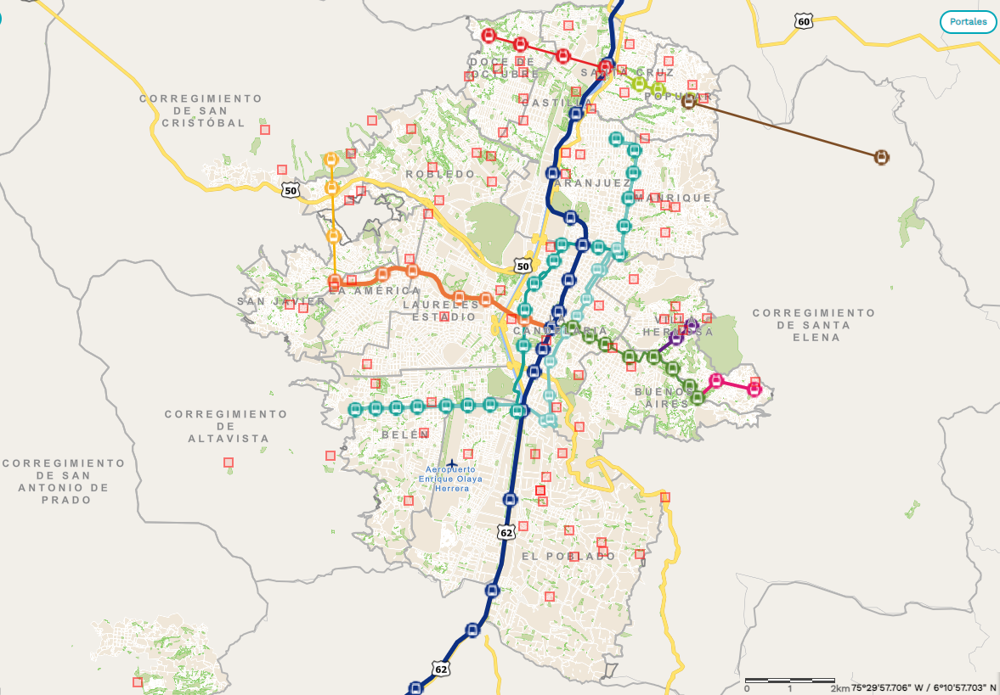 60
Portales
DOCE DE
OCTUBRE
SANTA CRUZ
CORREGIMIENTO
DE SAN
CRISTÓBAL
CASTILLA
POPULAR
ROBLEDO
ARANJUEZ
50
MANRIQUE
50
LA AMÉRICA
SAN JAVIER
LAURELES
ESTADIO
CORREGIMIENTO
DE SANTA
ELENA
CANDELARIA
VILLA
HERMOSA
BUENOS
AIRES
CORREGIMIENTO
DE
ALTAVISTA
BELÉN
CORREGIMIENTO
DE SAN
ANTONIO DE
PRADO
Aeropuerto
Enrique Olaya
Herrera
62
EL POBLADO
62
0 1 2km
75°29'57.706" W / 6°10'57.703" N